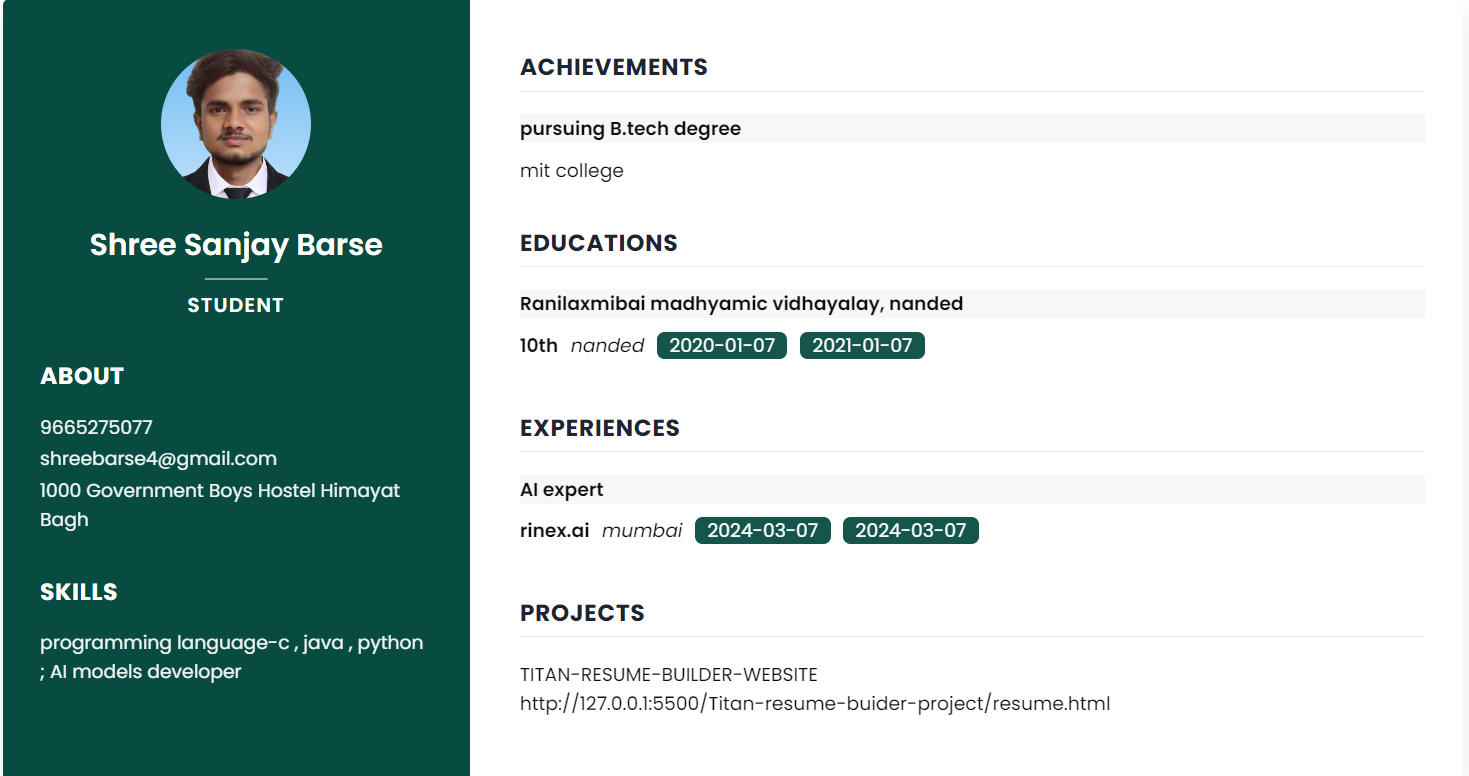 Shree Sanjay Barse
STUDENT
ABOUT
9665275077
shreebarse4@gmail.com
1000 Government Boys Hostel Himayat
Bagh
SKILLS
programming language-c , java , python
; AI models developer
ACHIEVEMENTS
pursuing B.tech degree
mit college
EDUCATIONS
Ranilaxmibai madhyamic vidhayalay, nanded
10th nanded 2020-01-07 2021-01-07
EXPERIENCES
AI expert
rinex.ai mumbai 2024-03-07 2024-03-07
PROJECTS
TITAN-RESUME-BUILDER-WEBSITE
http://127.0.0.1:5500/Titan-resume-buider-project/resume.html